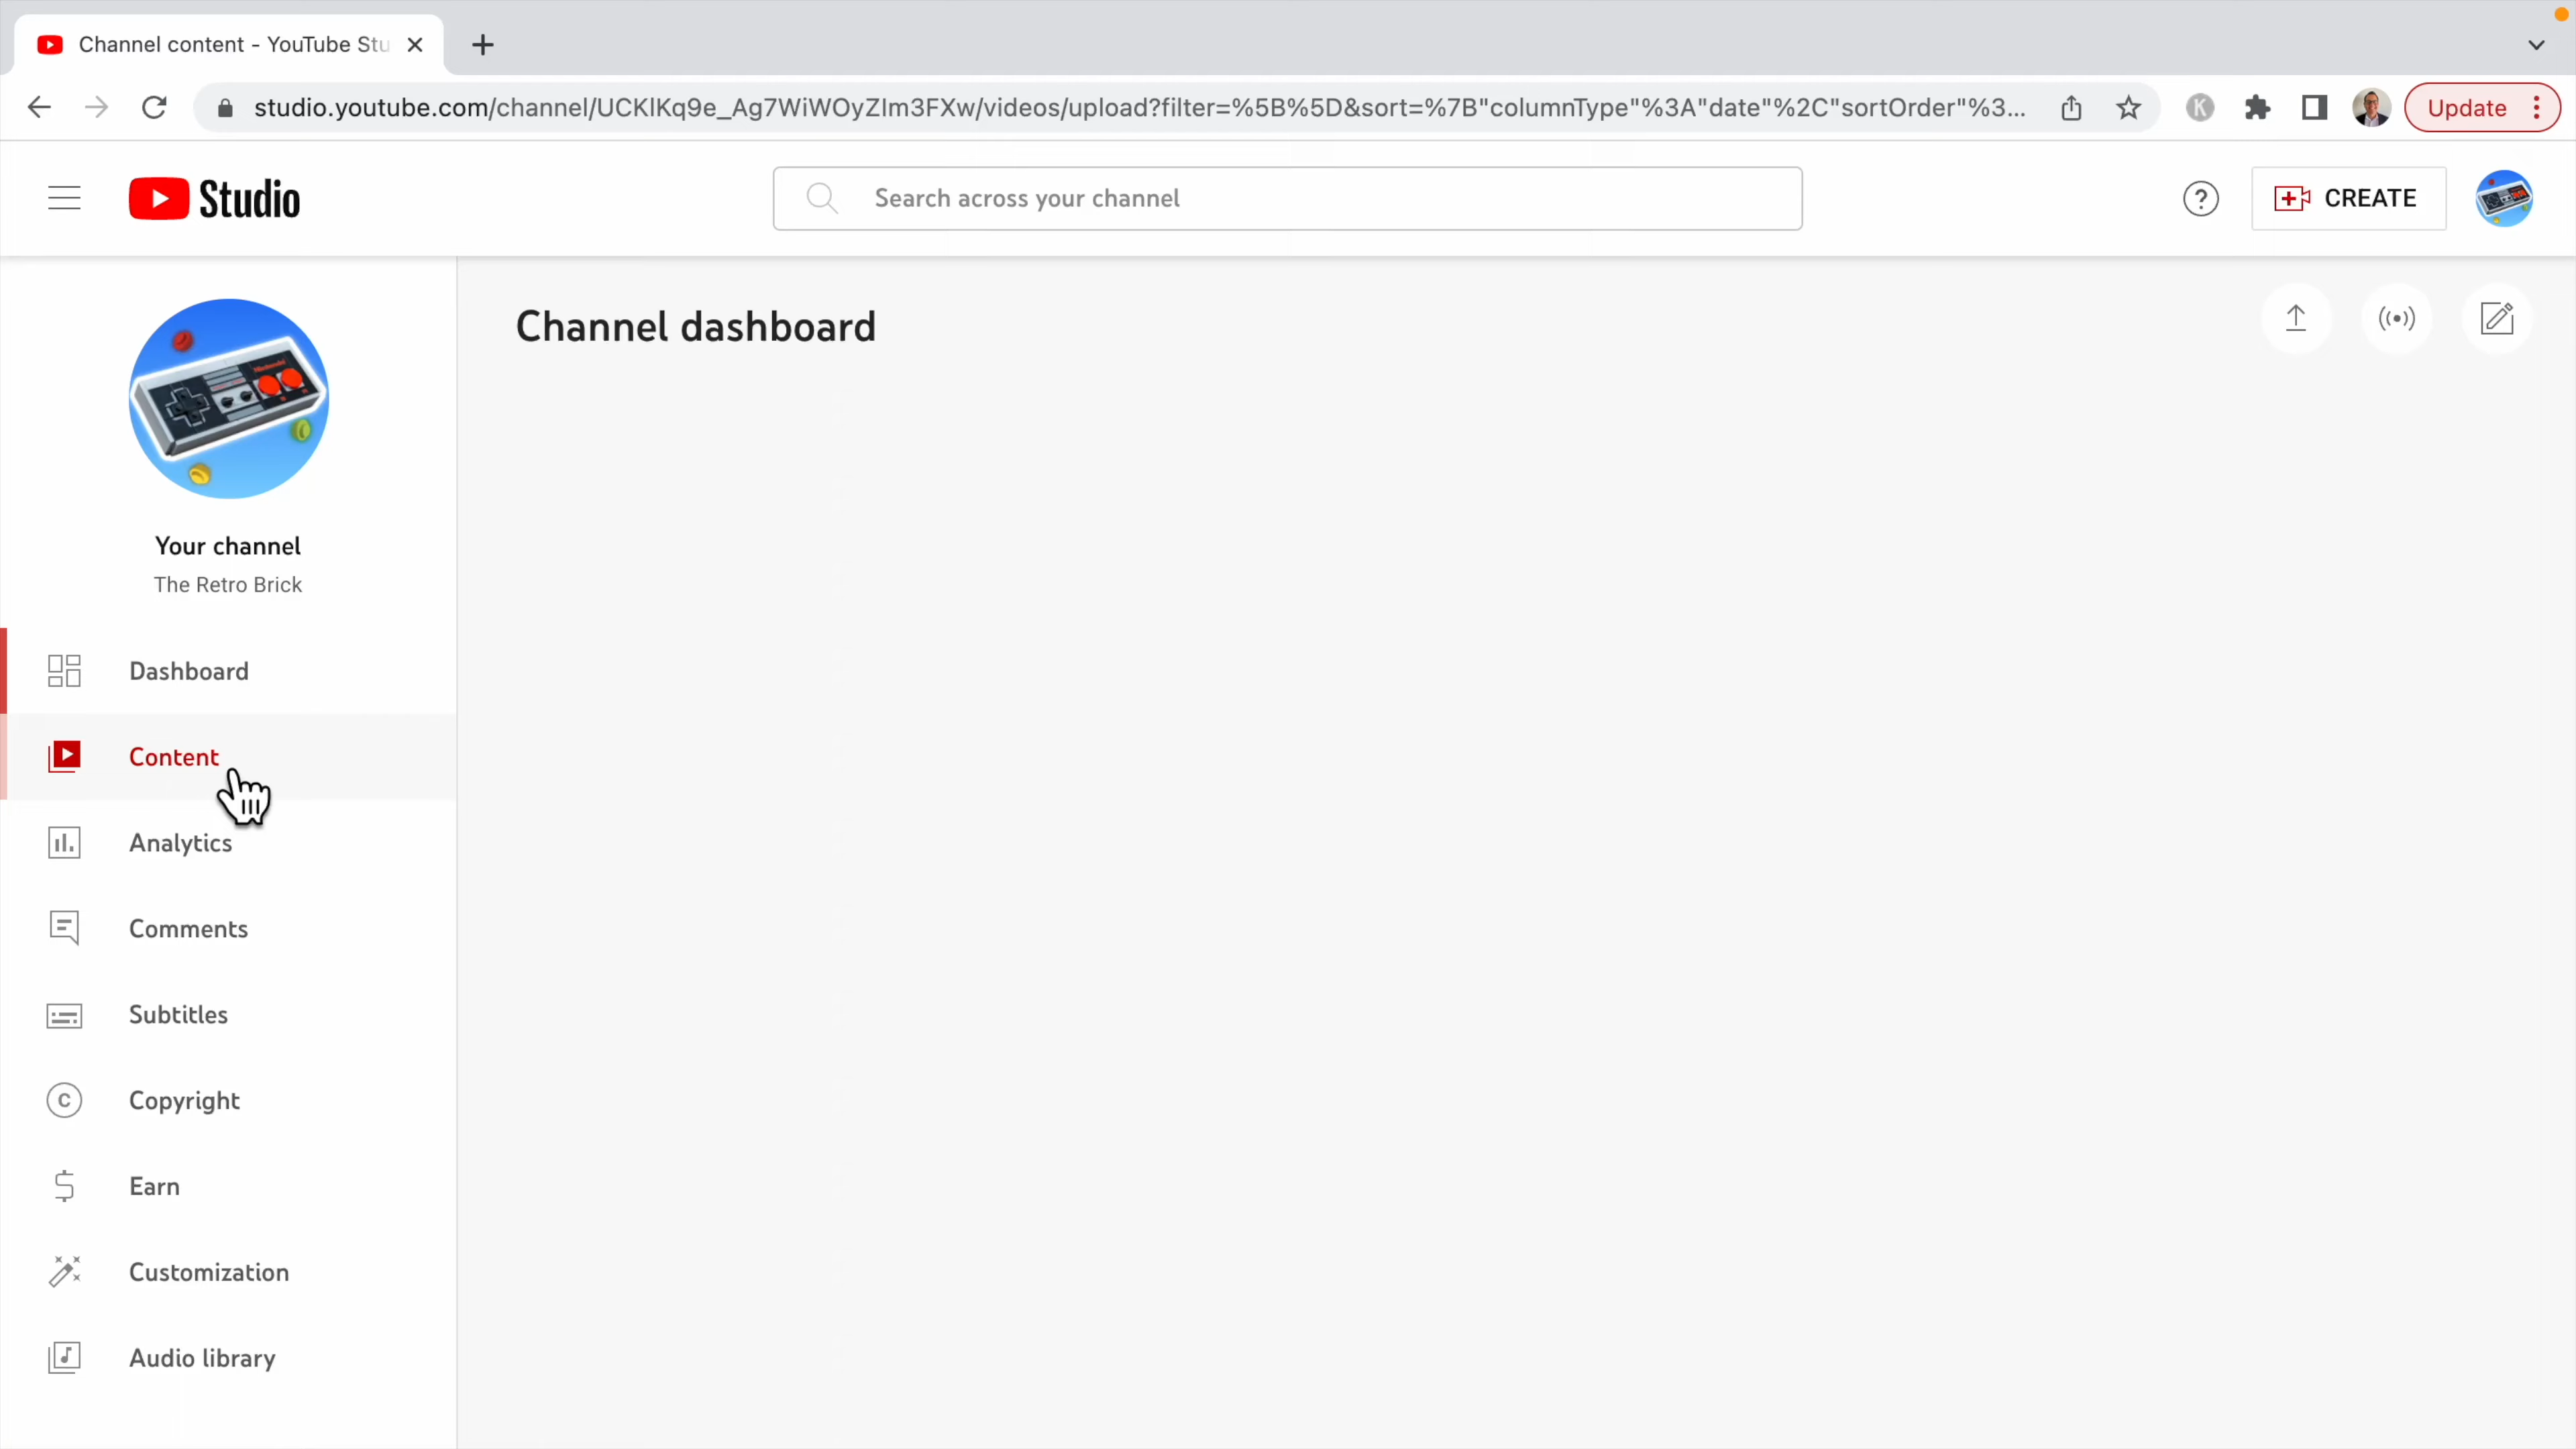 Channel content - YouTube Stu
studio.youtube.com/channel/UCKlKq9e_Ag7WiWOyZIm3FXw/videos/upload?filter=%5B%5D&sort=%7B"columnType"%3A"date"%2C"sortOrder"%3...
K
Update
Studio
Search across your channel
?
CREATE
Channel dashboard
Nintendo
Your channel
The Retro Brick
Dashboard
Content
Analytics
Comments
Subtitles
C
Copyright
Earn
Customization
Audio library